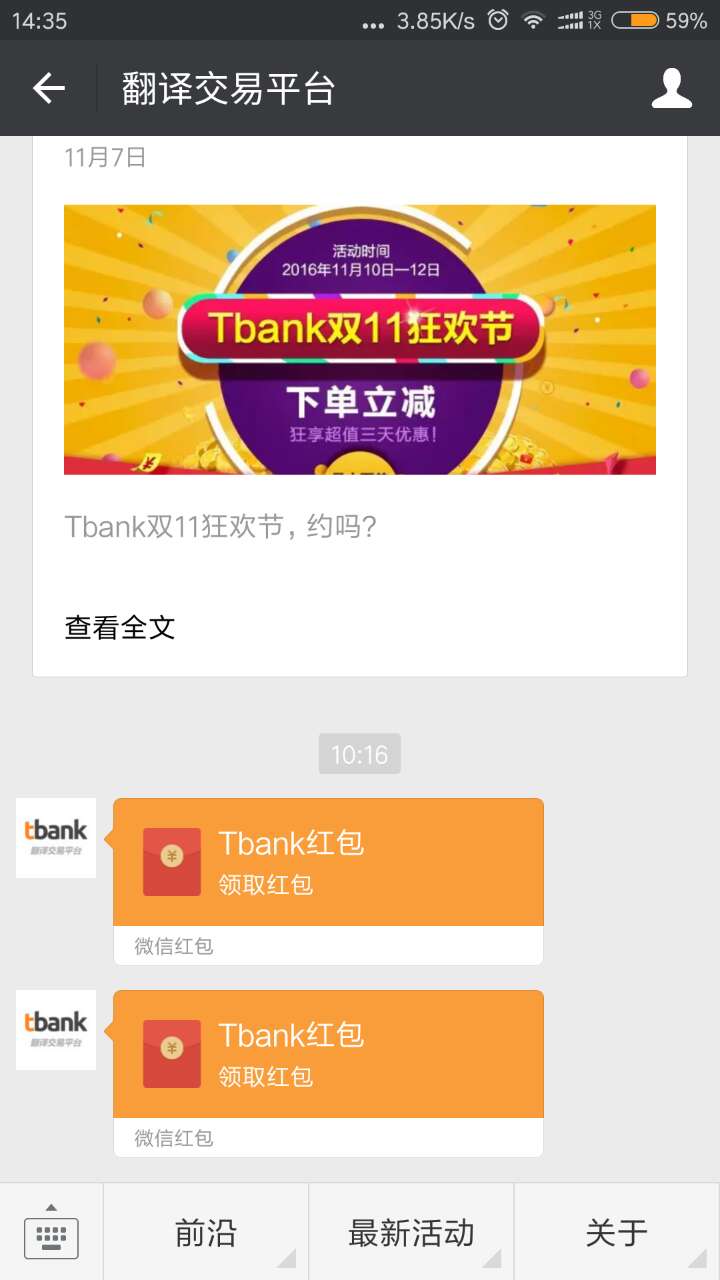 14:35
... 3.85K/s 3G 1X 59%
翻译交易平台
11月7日
活动时间
2016年11月10日—12日
Tbank双11狂欢节
下单立减
狂享超值三天优惠!
¥
Tbank双11狂欢节，约吗?
查看全文
10:16
tbank
翻译交易平台
¥
Tbank红包
领取红包
微信红包
tbank
翻译交易平台
¥
Tbank红包
领取红包
微信红包
前沿
最新活动
关于